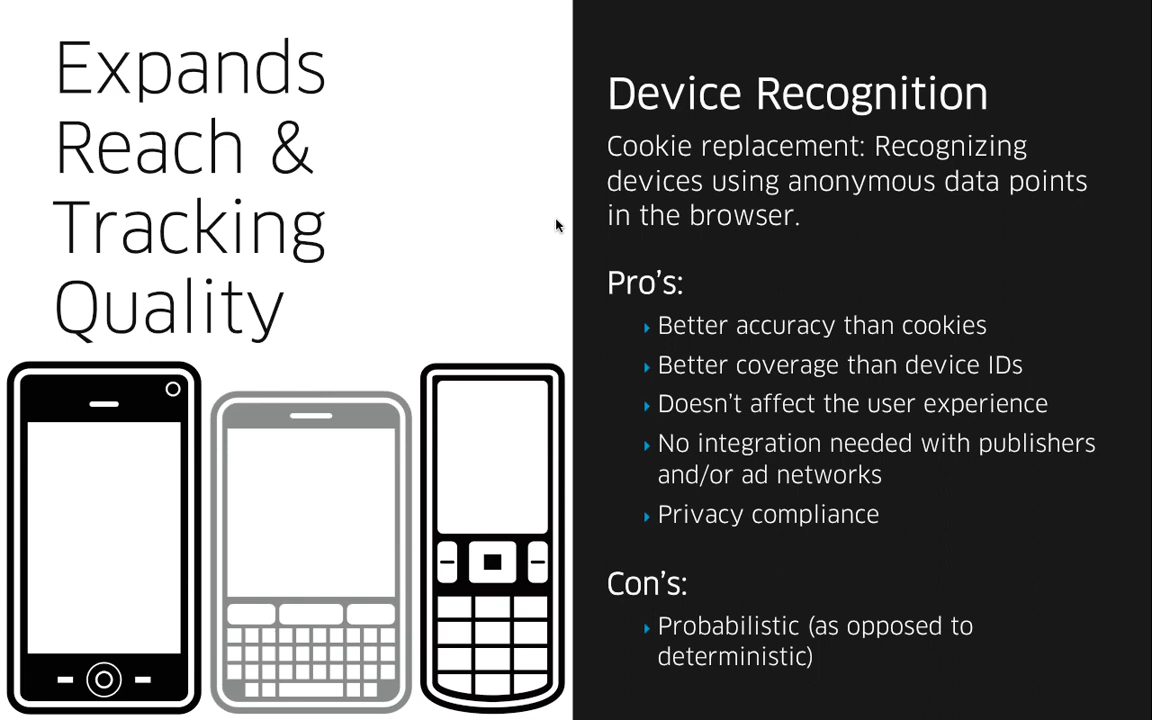 Expands
Reach &
Tracking
Quality
Device Recognition
Cookie replacement: Recognizing
devices using anonymous data points
in the browser.
Pro's:
Better accuracy than cookies
Better coverage than device IDs
Doesn't affect the user experience
No integration needed with publishers
and/or ad networks
Privacy compliance
Con's:
Probabilistic (as opposed to
deterministic)